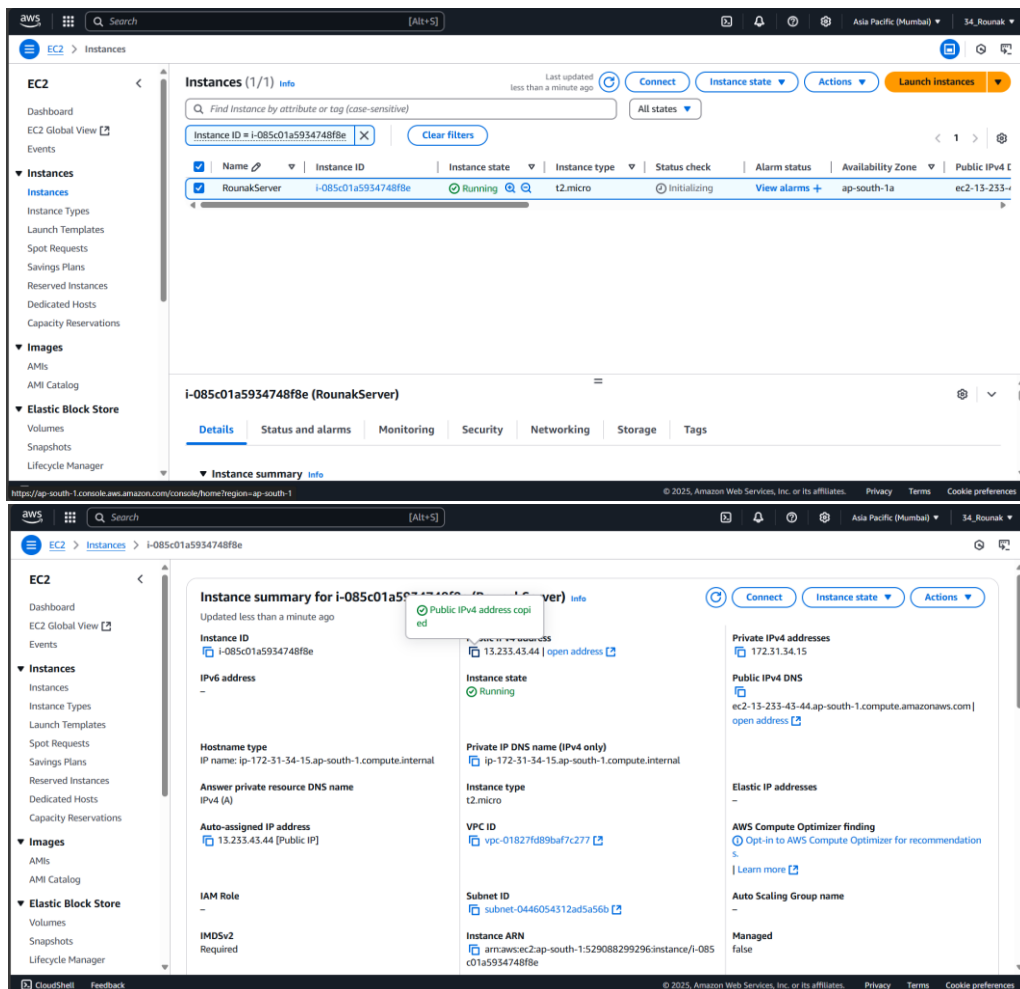 aws
Search [Alt+S] Asia Pacific (Mumbai) 34_Rounak
EC2 > Instances
EC2
Dashboard
EC2 Global View
Events
Instances
Instances
Instance Types
Launch Templates
Spot Requests
Savings Plans
Reserved Instances
Dedicated Hosts
Capacity Reservations
Images
AMIs
AMI Catalog
Elastic Block Store
Volumes
Snapshots
Lifecycle Manager
Instances (1/1) Info
Last updated
less than a minute ago
Connect Instance state Actions Launch instances
Find Instance by attribute or tag (case-sensitive) All states
Instance ID = i-085c01a5934748f8e Clear filters
1
Name Instance ID Instance state Instance type Status check Alarm status Availability Zone Public IPv4 D
RounakServer i-085c01a5934748f8e Running t2.micro Initializing View alarms + ap-south-1a ec2-13-233-4
i-085c01a5934748f8e (RounakServer)
Details Status and alarms Monitoring Security Networking Storage Tags
Instance summary Info
https://ap-south-1.console.aws.amazon.com/console/home?region=ap-south-1
© 2025, Amazon Web Services, Inc. or its affiliates. Privacy Terms Cookie preferences
aws
Search [Alt+S] Asia Pacific (Mumbai) 34_Rounak
EC2 > Instances > i-085c01a5934748f8e
EC2
Dashboard
EC2 Global View
Events
Instances
Instances
Instance Types
Launch Templates
Spot Requests
Savings Plans
Reserved Instances
Dedicated Hosts
Capacity Reservations
Images
AMIs
AMI Catalog
Elastic Block Store
Volumes
Snapshots
Lifecycle Manager
Instance summary for Info
Connect Instance state Actions
Updated less than a minute ago
Public IPv4 address copi
ed
Instance ID
i-085c01a5934748f8e
address
13.233.43.44 | open address
Private IPv4 addresses
172.31.34.15
IPv6 address
–
Instance state
Running
Public IPv4 DNS
ec2-13-233-43-44.ap-south-1.compute.amazonaws.com |
open address
Hostname type
IP name: ip-172-31-34-15.ap-south-1.compute.internal
Private IP DNS name (IPv4 only)
ip-172-31-34-15.ap-south-1.compute.internal
Answer private resource DNS name
IPv4 (A)
Instance type
t2.micro
Elastic IP addresses
–
Auto-assigned IP address
13.233.43.44 [Public IP]
VPC ID
vpc-01827fd89baf7c277
AWS Compute Optimizer finding
Opt-in to AWS Compute Optimizer for recommendation
s.
| Learn more
IAM Role
–
Subnet ID
subnet-0446054312ad5a56b
Auto Scaling Group name
–
IMDSv2
Required
Instance ARN
arn:aws:ec2:ap-south-1:529088299296:instance/i-085
c01a5934748f8e
Managed
false
CloudShell Feedback
© 2025, Amazon Web Services, Inc. or its affiliates. Privacy Terms Cookie preferences